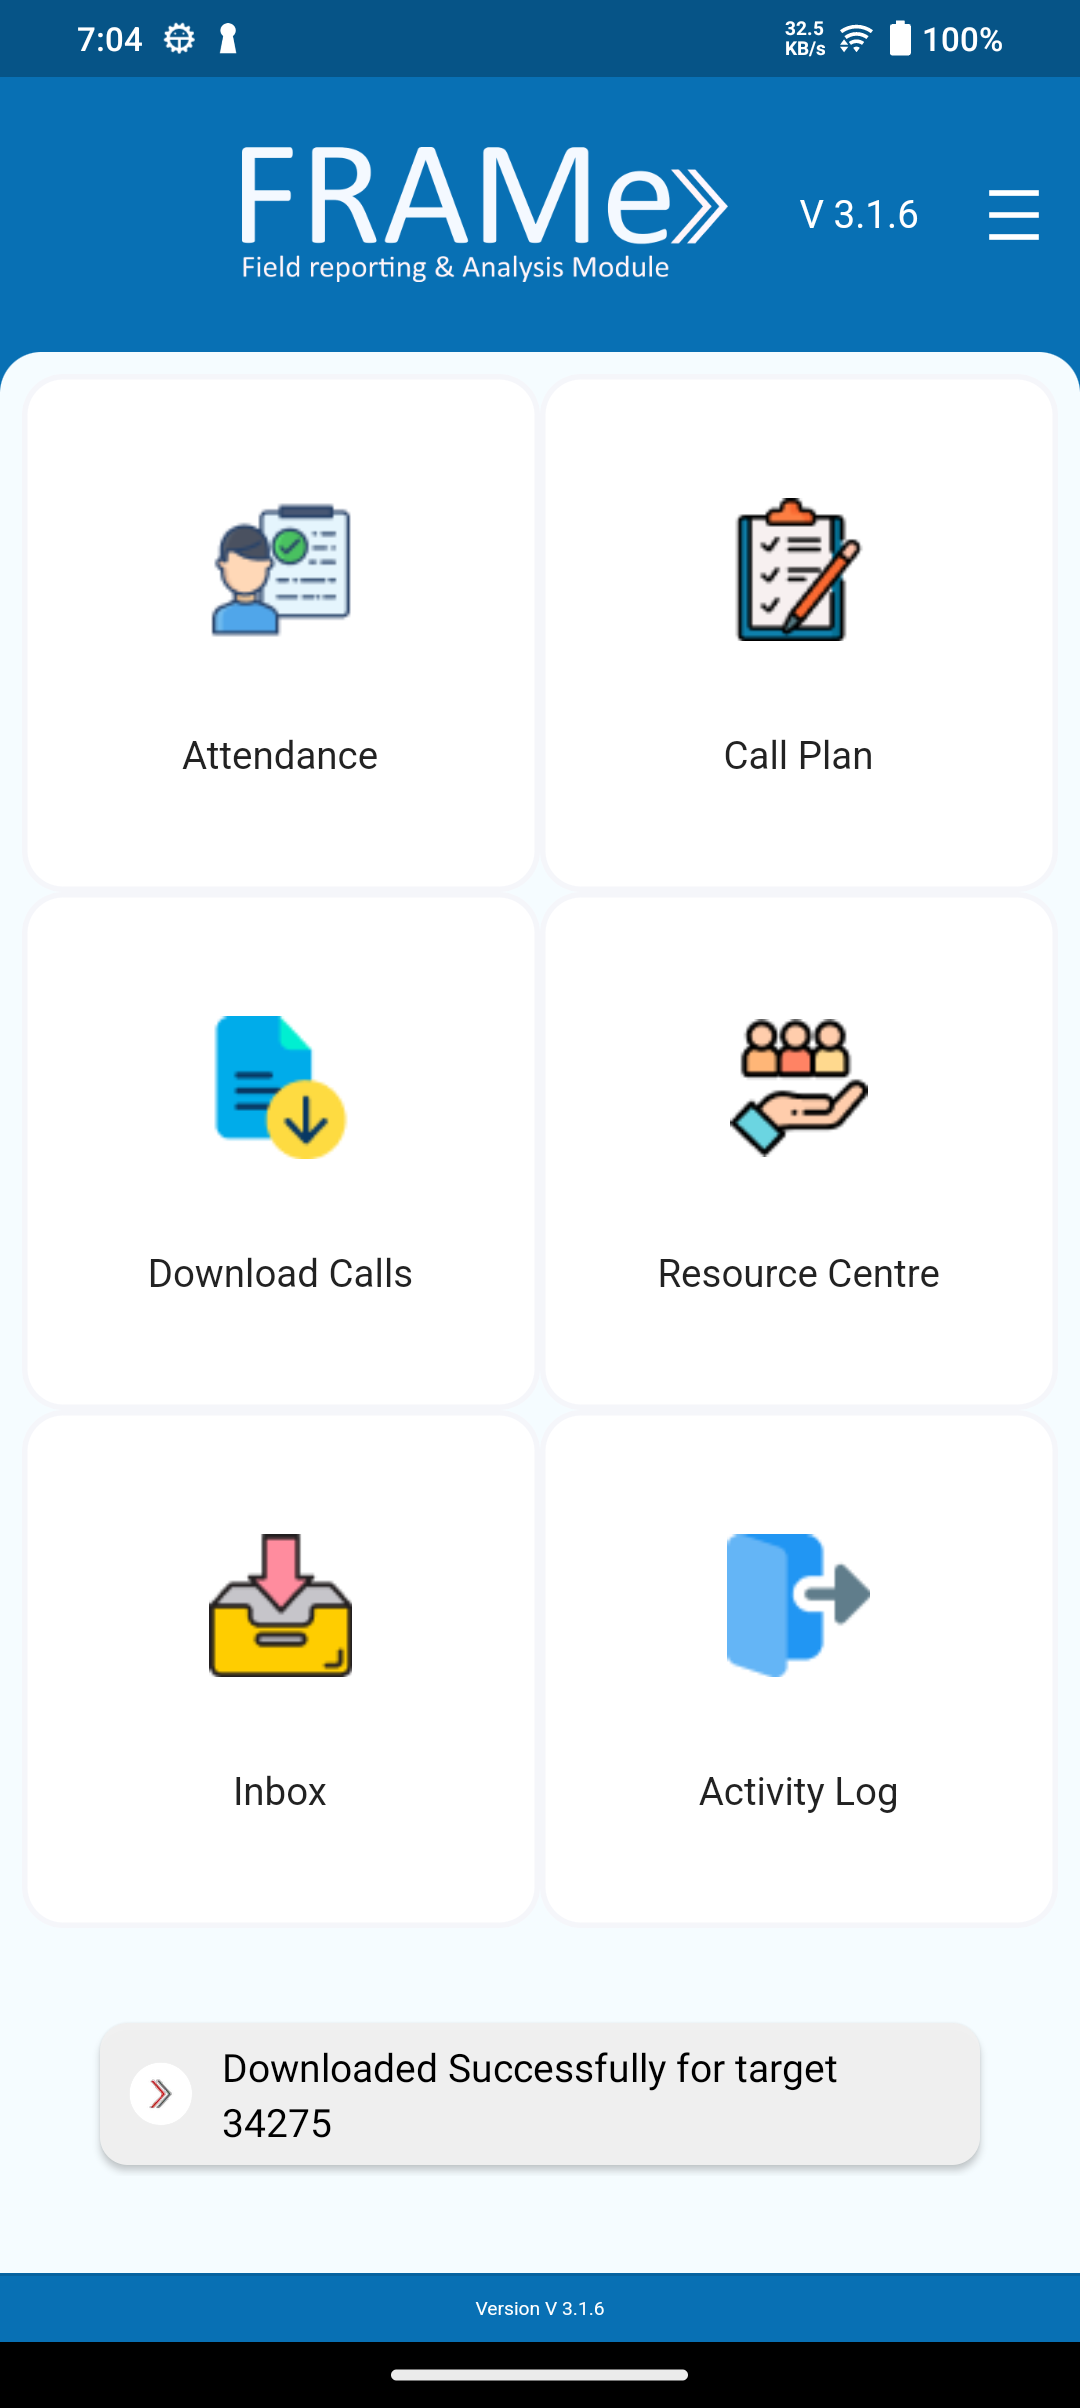 7:04
32.5
KB/s
100%
FRAMe
Field reporting & Analysis Module
V 3.1.6
Attendance
Call Plan
Download Calls
Resource Centre
Inbox
Activity Log
Downloaded Successfully for target
34275
Version V 3.1.6